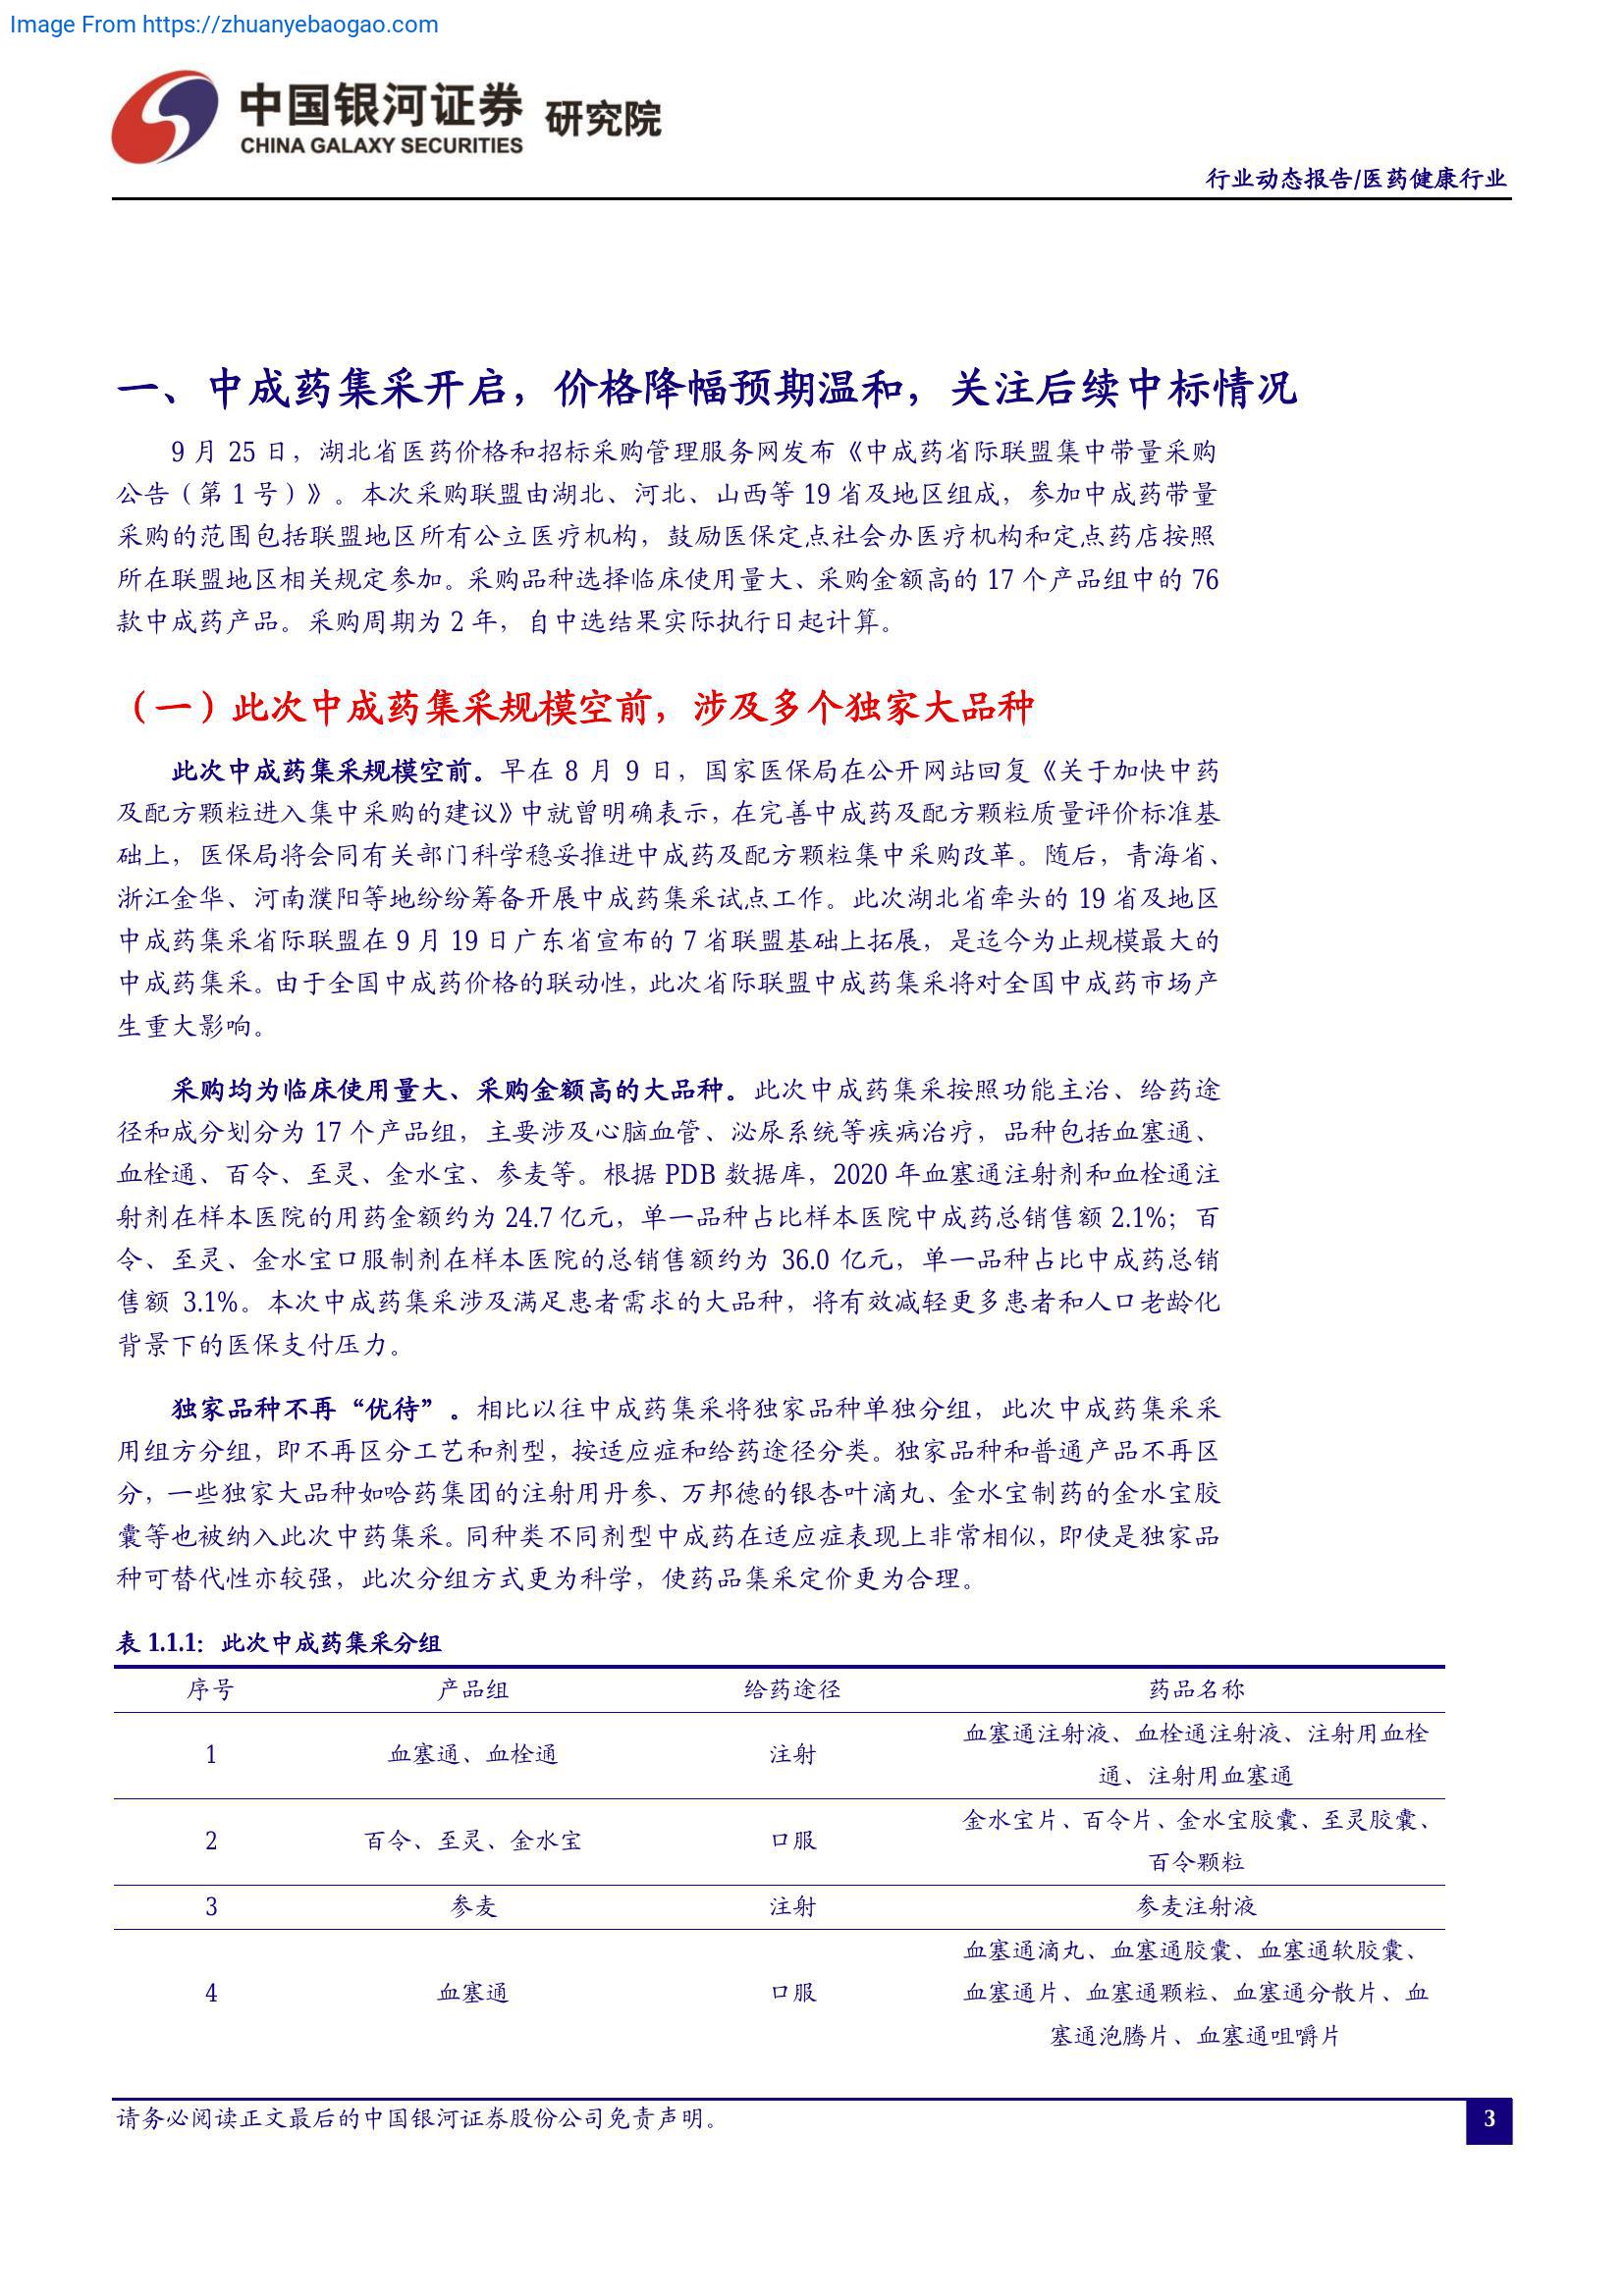 Image From https://zhuanyebaogao.com
中国银河证券 研究院
CHINA GALAXY SECURITIES
行业动态报告/医药健康行业
一、中成药集采开启，价格降幅预期温和，关注后续中标情况
9 月 25 日，湖北省医药价格和招标采购管理服务网发布《中成药省际联盟集中带量采购
公告（第 1 号）》。本次采购联盟由湖北、河北、山西等 19 省及地区组成，参加中成药带量
采购的范围包括联盟地区所有公立医疗机构，鼓励医保定点社会办医疗机构和定点药店按照
所在联盟地区相关规定参加。采购品种选择临床使用量大、采购金额高的 17 个产品组中的 76
款中成药产品。采购周期为 2 年，自中选结果实际执行日起计算。
（一）此次中成药集采规模空前，涉及多个独家大品种
此次中成药集采规模空前。早在 8 月 9 日，国家医保局在公开网站回复《关于加快中药
及配方颗粒进入集中采购的建议》中就曾明确表示，在完善中成药及配方颗粒质量评价标准基
础上，医保局将会同有关部门科学稳妥推进中成药及配方颗粒集中采购改革。随后，青海省、
浙江金华、河南濮阳等地纷纷筹备开展中成药集采试点工作。此次湖北省牵头的 19 省及地区
中成药集采省际联盟在 9 月 19 日广东省宣布的 7 省联盟基础上拓展，是迄今为止规模最大的
中成药集采。由于全国中成药价格的联动性，此次省际联盟中成药集采将对全国中成药市场产
生重大影响。
采购均为临床使用量大、采购金额高的大品种。此次中成药集采按照功能主治、给药途
径和成分划分为 17 个产品组，主要涉及心脑血管、泌尿系统等疾病治疗，品种包括血塞通、
血栓通、百令、至灵、金水宝、参麦等。根据 PDB 数据库，2020 年血塞通注射剂和血栓通注
射剂在样本医院的用药金额约为 24.7 亿元，单一品种占比样本医院中成药总销售额 2.1%；百
令、至灵、金水宝口服制剂在样本医院的总销售额约为 36.0 亿元，单一品种占比中成药总销
售额 3.1%。本次中成药集采涉及满足患者需求的大品种，将有效减轻更多患者和人口老龄化
背景下的医保支付压力。
独家品种不再“优待”。相比以往中成药集采将独家品种单独分组，此次中成药集采采
用组方分组，即不再区分工艺和剂型，按适应症和给药途径分类。独家品种和普通产品不再区
分，一些独家大品种如哈药集团的注射用丹参、万邦德的银杏叶滴丸、金水宝制药的金水宝胶
囊等也被纳入此次中药集采。同种类不同剂型中成药在适应症表现上非常相似，即使是独家品
种可替代性亦较强，此次分组方式更为科学，使药品集采定价更为合理。
表 1.1.1：此次中成药集采分组
序号 产品组 给药途径 药品名称
1 血塞通、血栓通 注射 血塞通注射液、血栓通注射液、注射用血栓
通、注射用血塞通
2 百令、至灵、金水宝 口服 金水宝片、百令片、金水宝胶囊、至灵胶囊、
百令颗粒
3 参麦 注射 参麦注射液
4 血塞通 口服 血塞通滴丸、血塞通胶囊、血塞通软胶囊、
血塞通片、血塞通颗粒、血塞通分散片、血
塞通泡腾片、血塞通咀嚼片
请务必阅读正文最后的中国银河证券股份公司免责声明。
3